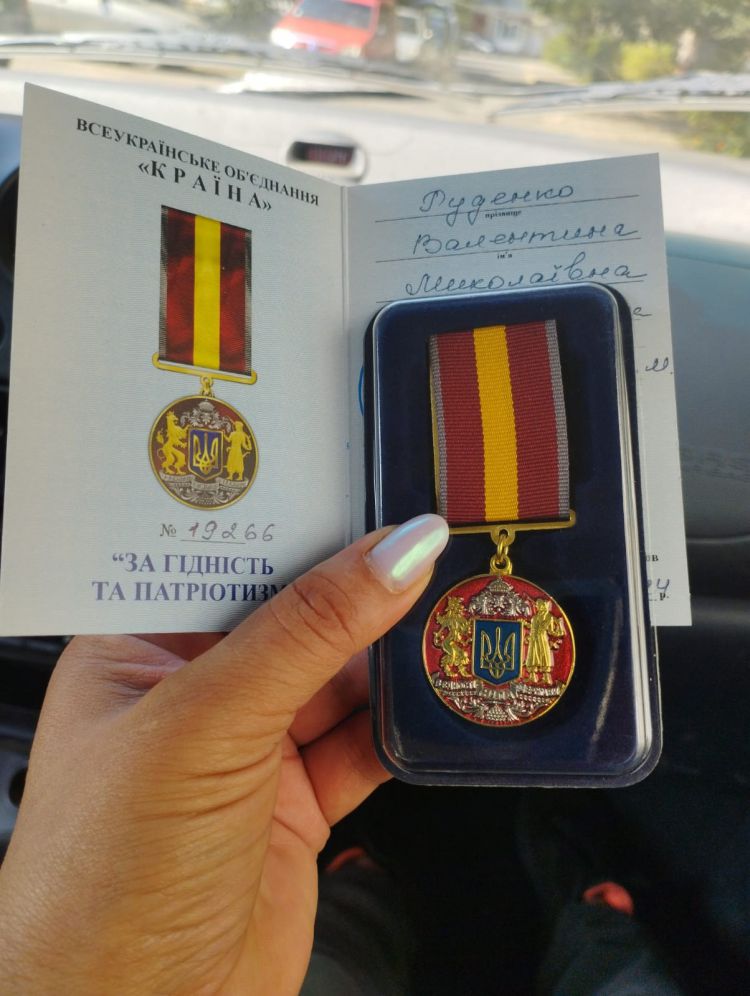 ВСЕУКРАЇНСЬКЕ ОБ'ЄДНАННЯ
«КРАЇНА»
№ 19266
“ЗА ГІДНІСТЬ
ТА ПАТРІОТИЗМ
Руденко
прізвище
Валентина
ім'я
Миколаївна
м.
р.